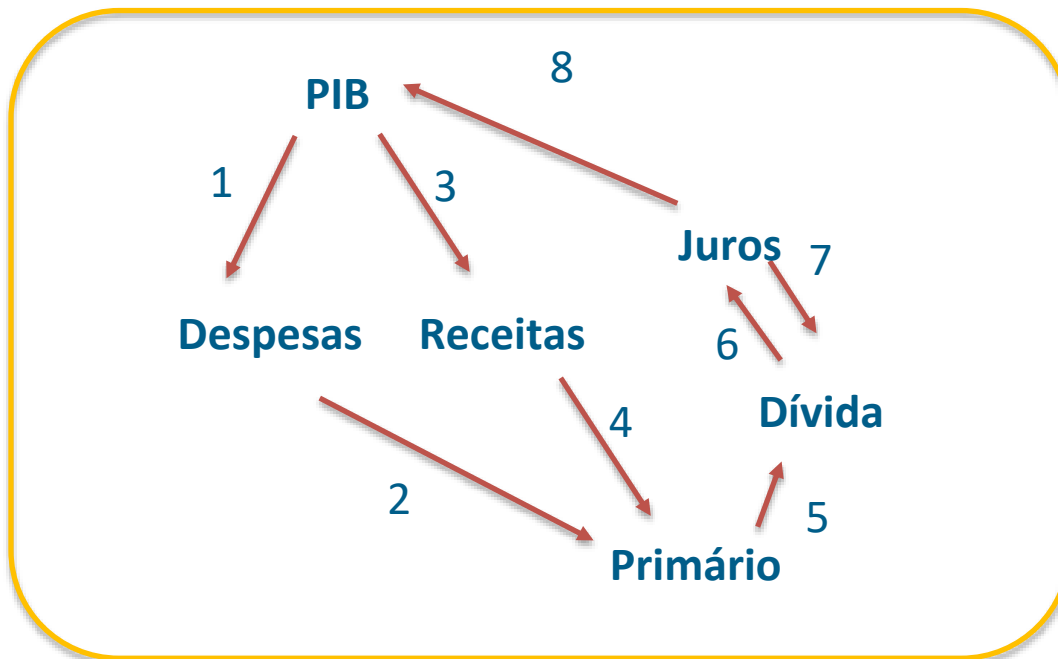 8
PIB
1
3
Juros
7
Despesas
Receitas
6
Dívida
4
2
5
Primário